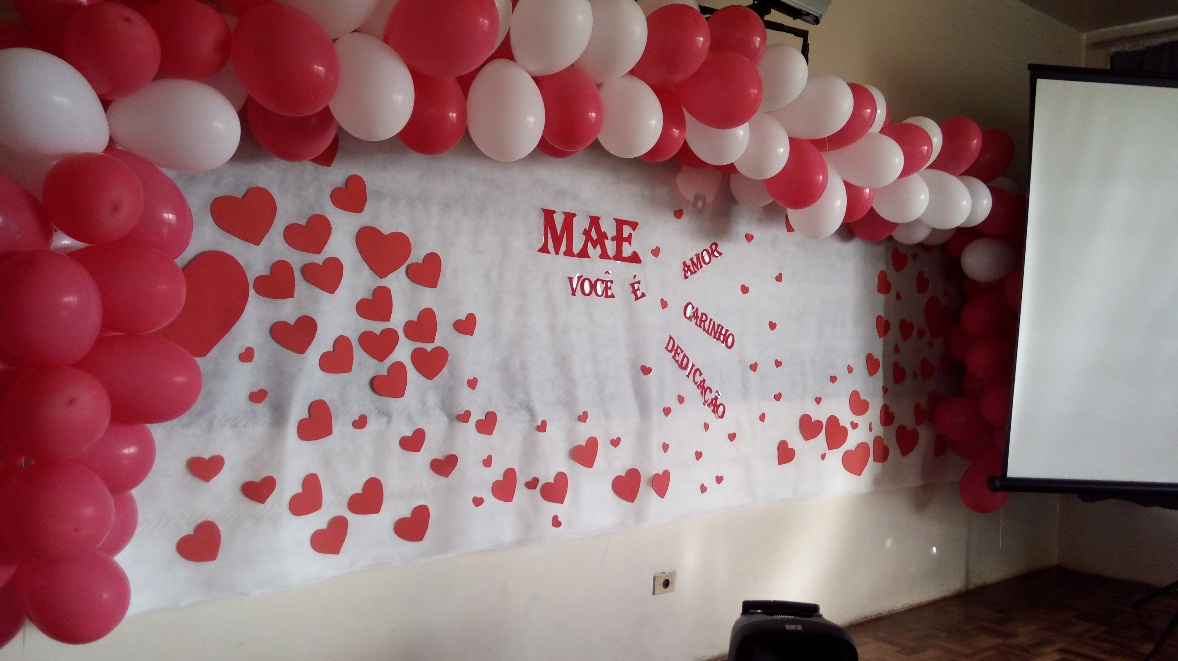 MAE
VOCÊ É
AMOR
CARINHO
DEDICAÇÃO